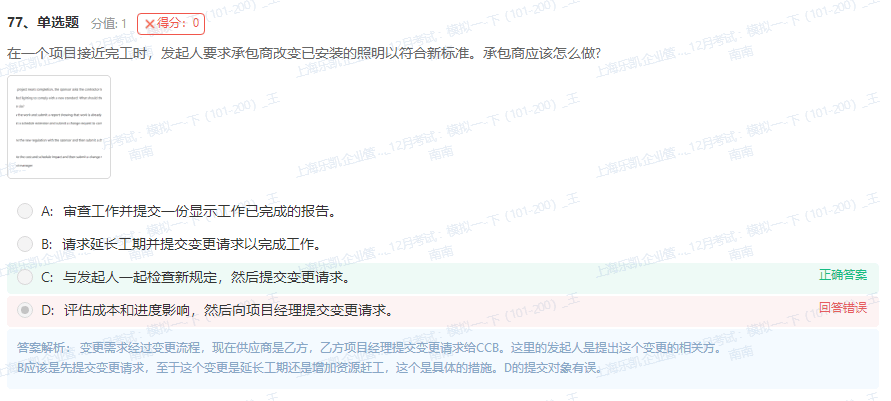 77、单选题 分值: 1 ×得分：0
在一个项目接近完工时，发起人要求承包商改变已安装的照明以符合新标准。承包商应该怎么做?
A: 审查工作并提交一份显示工作已完成的报告。
B: 请求延长工期并提交变更请求以完成工作。
C: 与发起人一起检查新规定，然后提交变更请求。 正确答案
D: 评估成本和进度影响，然后向项目经理提交变更请求。 回答错误
答案解析： 变更需求经过变更流程，现在供应商是乙方，乙方项目经理提交变更请求给CCB。这里的发起人是提出这个变更的相关方。
B应该是先提交变更请求，至于这个变更是延长工期还是增加资源赶工，这个是具体的措施。D的提交对象有误。
上海乐凯企业管..._12月考试：模拟一下（101-200）_王
南南